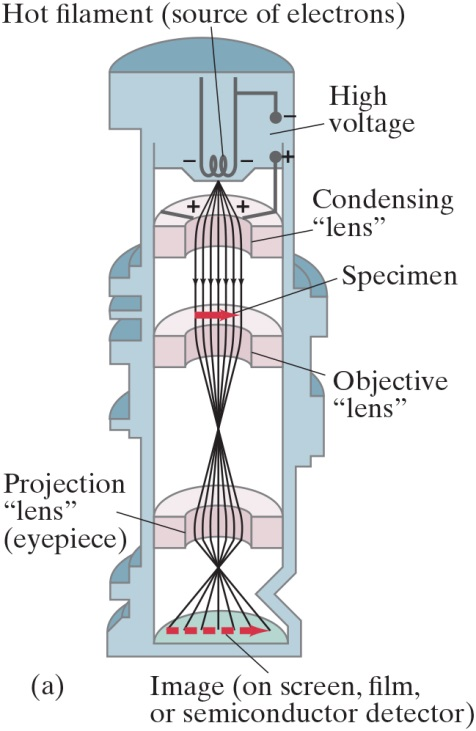 Hot filament (source of electrons)
High
voltage
−
+
−
−
+
+
Condensing
“lens”
Specimen
Objective
“lens”
Projection
“lens”
(eyepiece)
(a)
Image (on screen, film,
or semiconductor detector)